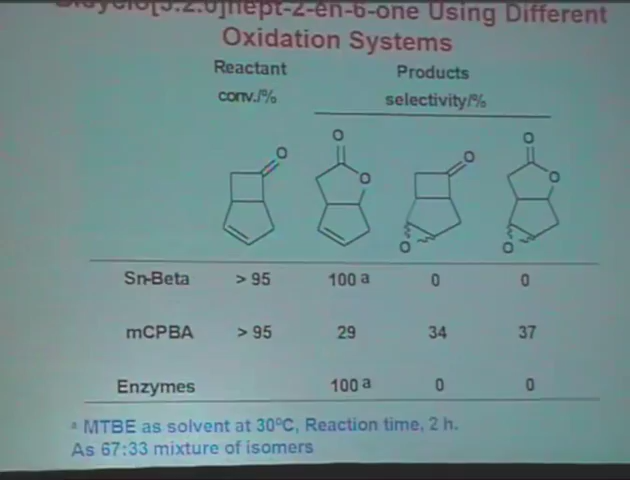 Bicyclo[3.2.0]hept-2-en-6-one Using Different
Oxidation Systems
Reactant Products
conv./% selectivity/%
O O O O
O O
O O
Sn-Beta > 95 100 a 0 0
mCPBA > 95 29 34 37
Enzymes 100 a 0 0
a MTBE as solvent at 30ºC, Reaction time, 2 h.
As 67:33 mixture of isomers